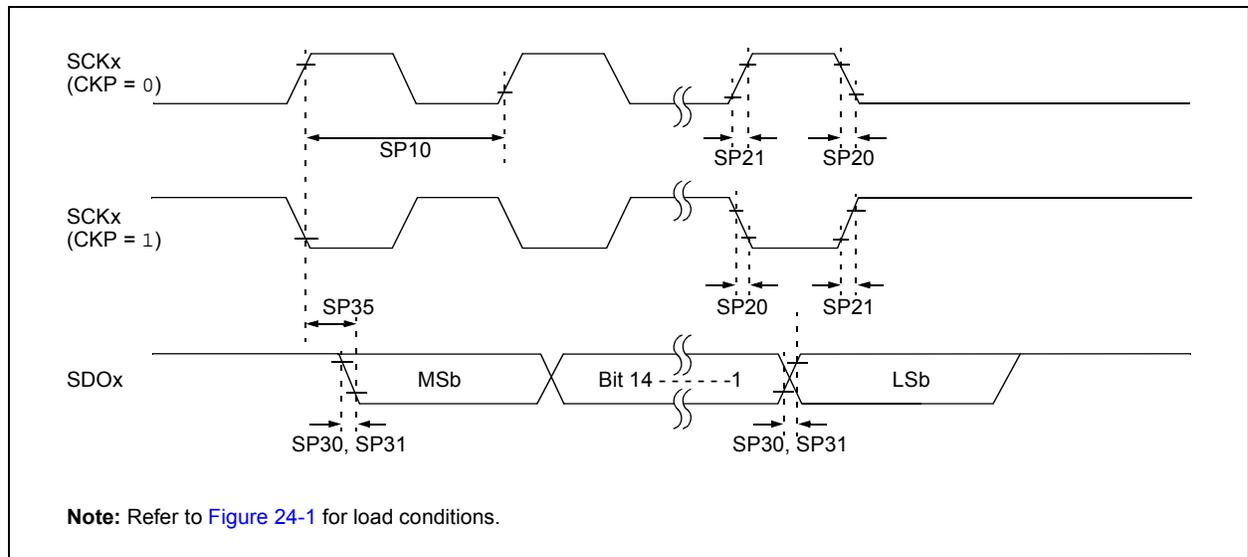 SCKx
(CKP = 0)
SP10
SP21
SP20
SCKx
(CKP = 1)
SP35
SP20
SP21
SDOx
MSb
Bit 14 - - - - - -1
LSb
SP30, SP31
SP30, SP31
Note: Refer to Figure 24-1 for load conditions.